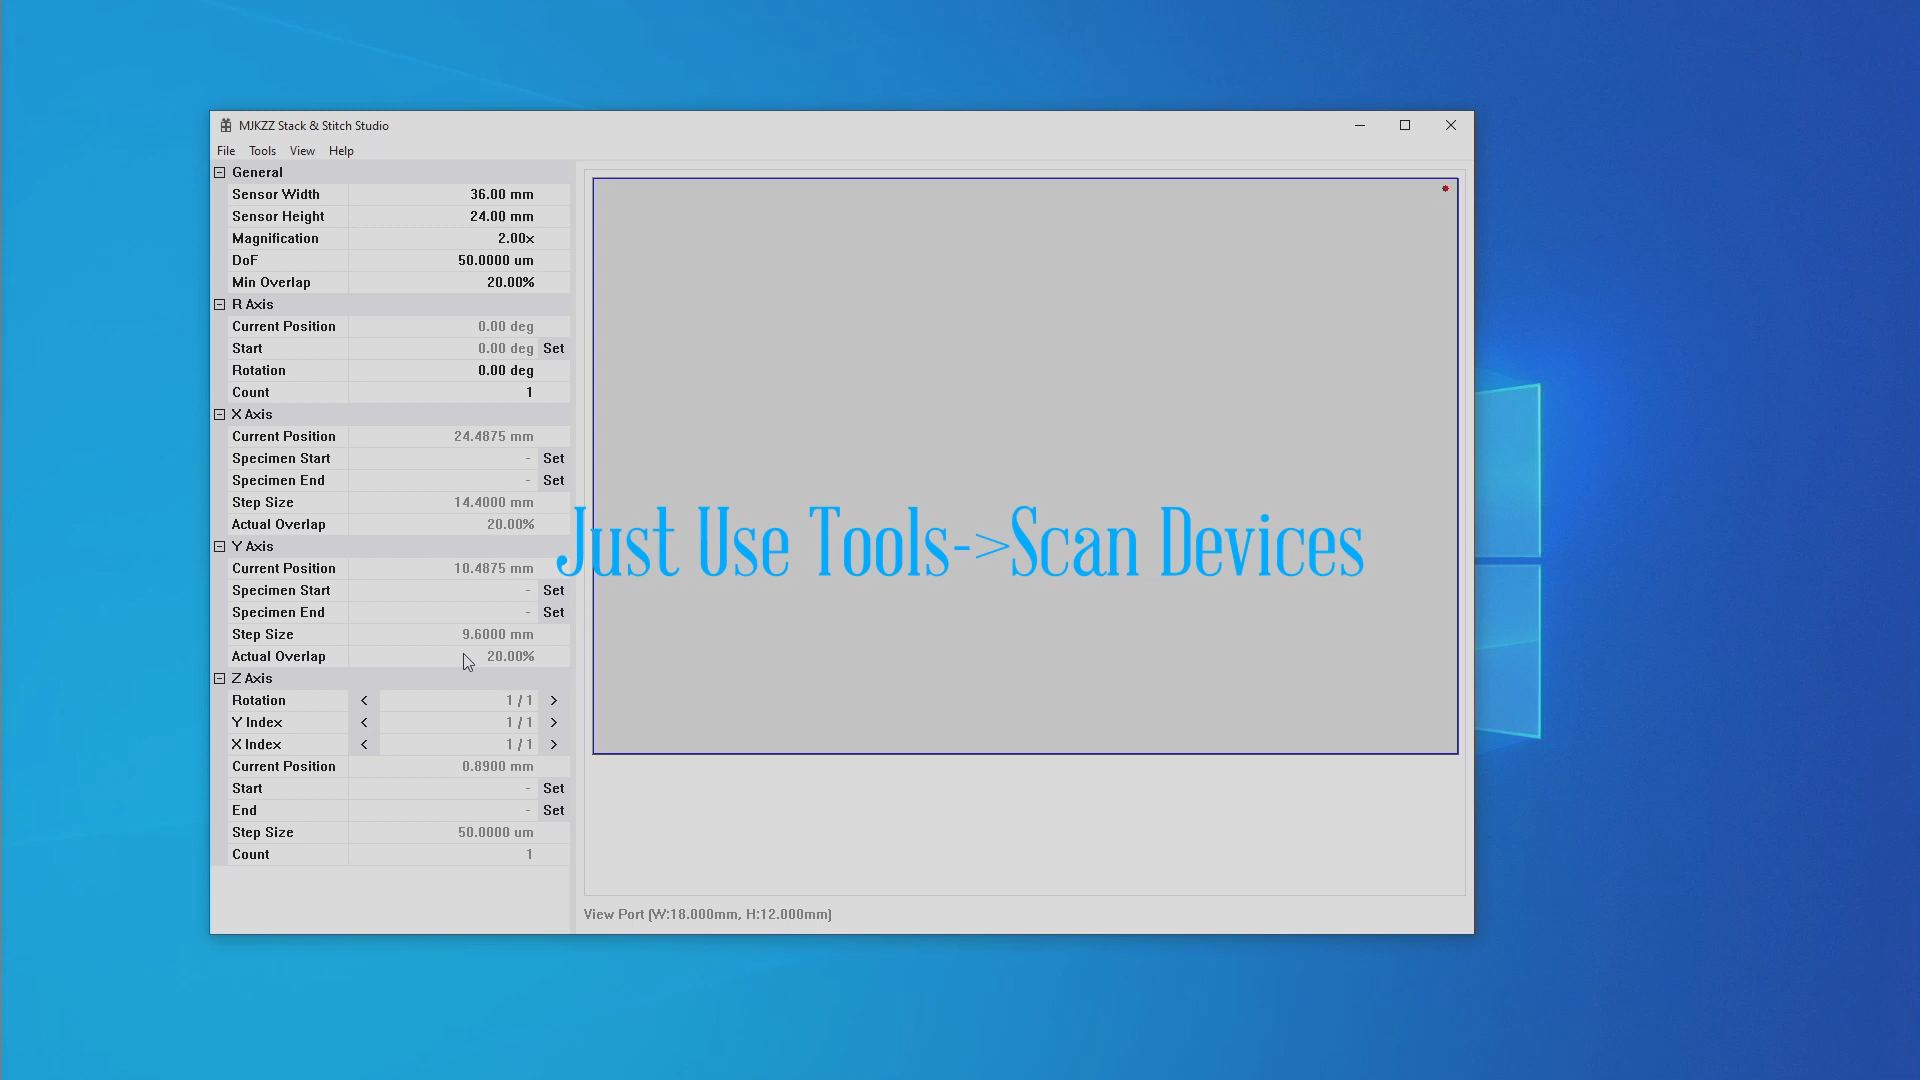 MJKZZ Stack & Stitch Studio
File Tools View Help
General
Sensor Width 36.00 mm
Sensor Height 24.00 mm
Magnification 2.00x
DoF 50.0000 um
Min Overlap 20.00%
R Axis
Current Position 0.00 deg
Start 0.00 deg Set
Rotation 0.00 deg
Count 1
X Axis
Current Position 24.4875 mm
Specimen Start - Set
Specimen End - Set
Step Size 14.4000 mm
Actual Overlap 20.00%
Y Axis
Current Position 10.4875 mm
Specimen Start - Set
Specimen End - Set
Step Size 9.6000 mm
Actual Overlap 20.00%
Z Axis
Rotation < 1 / 1 >
Y Index < 1 / 1 >
X Index < 1 / 1 >
Current Position 0.8900 mm
Start - Set
End - Set
Step Size 50.0000 um
Count 1
Just Use Tools->Scan Devices
View Port (W:18.000mm, H:12.000mm)